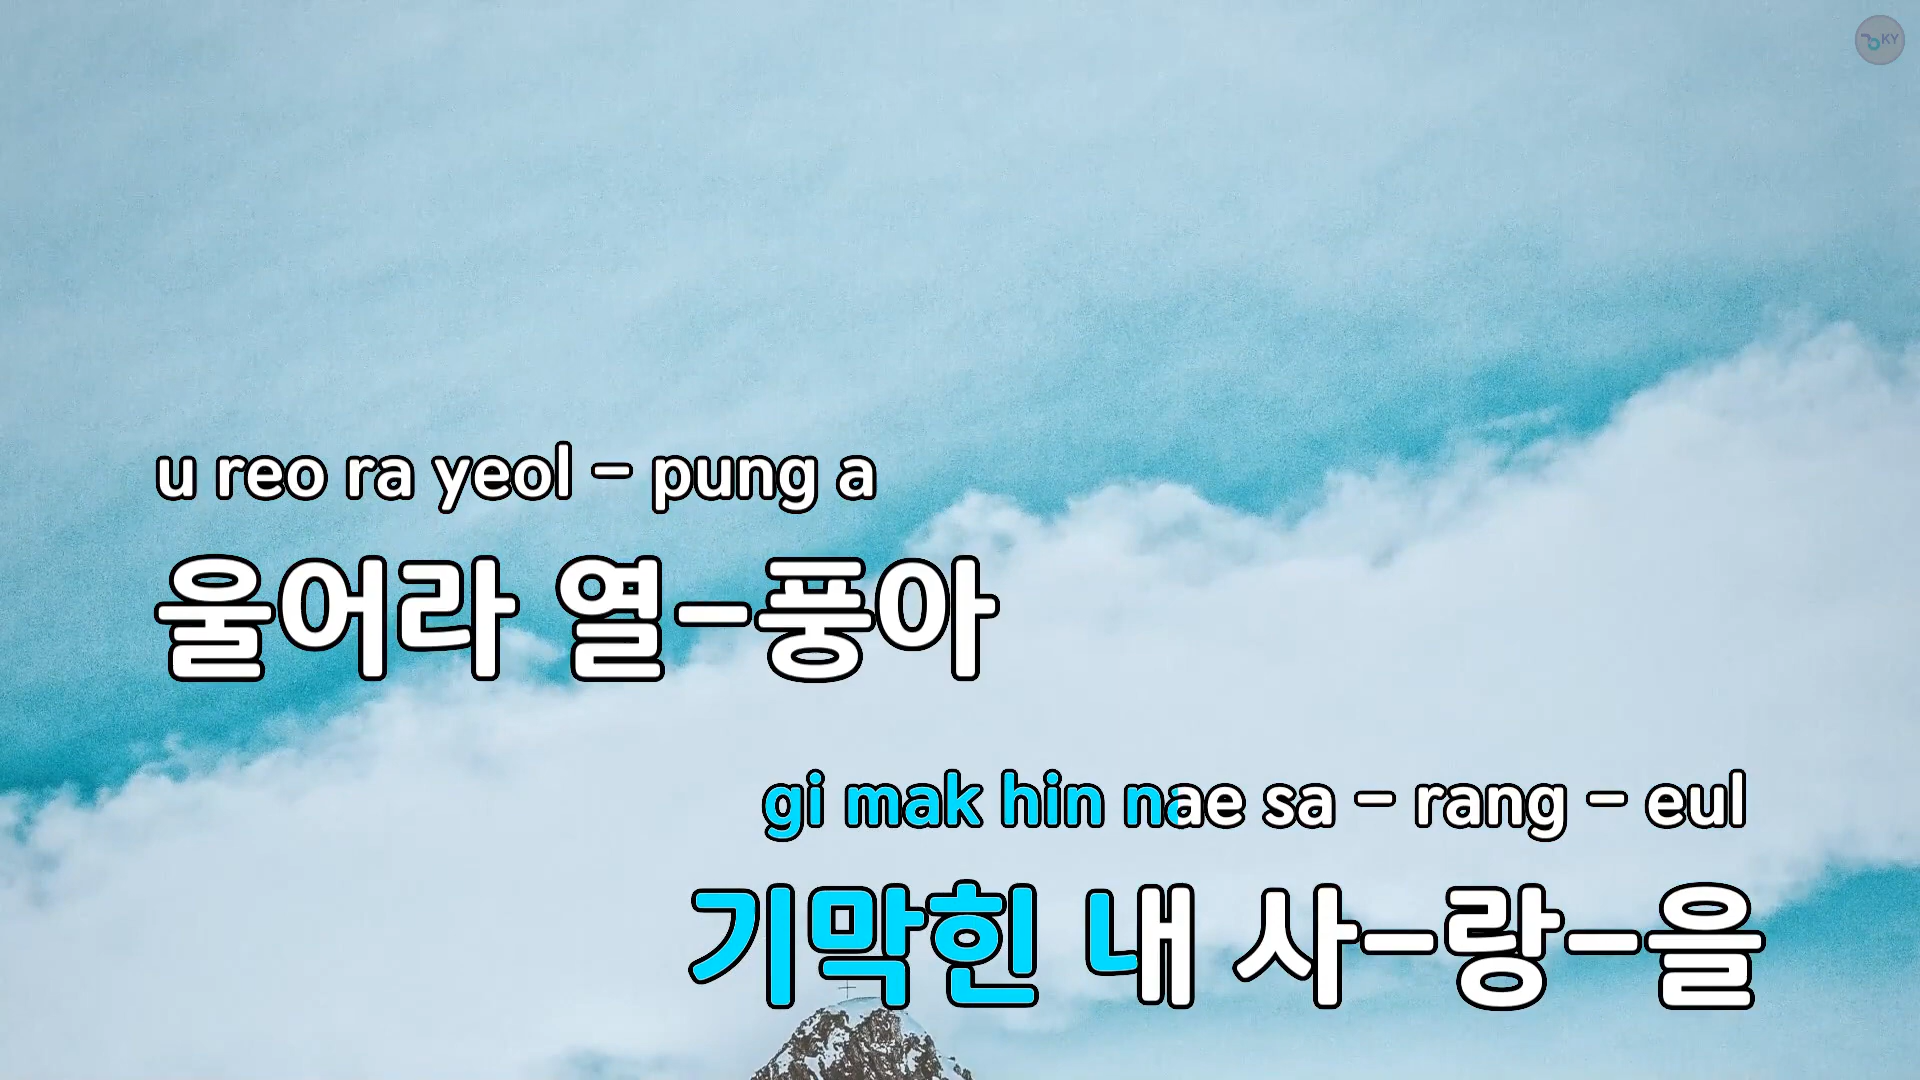 KY
u reo ra yeol – pung a
울어라 열–풍아
gi mak hin nae sa – rang – eul
기막힌 내 사–랑–을